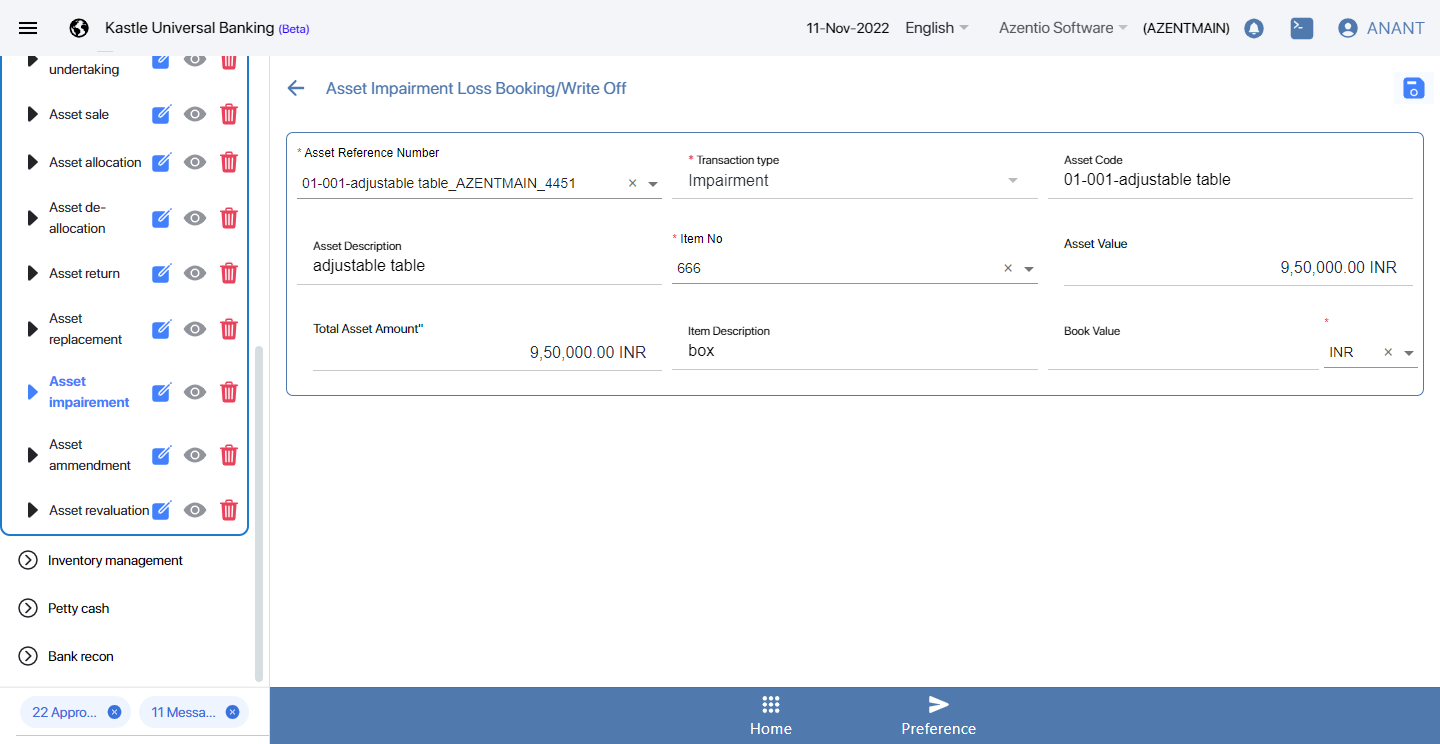 Kastle Universal Banking (Beta)
11-Nov-2022
English
Azentio Software
(AZENTMAIN)
ANANT
undertaking
Asset sale
Asset allocation
Asset de-
allocation
Asset return
Asset
replacement
Asset
impairement
Asset
ammendment
Asset revaluation
Inventory management
Petty cash
Bank recon
22 Appro...
11 Messa...
Asset Impairment Loss Booking/Write Off
* Asset Reference Number
01-001-adjustable table_AZENTMAIN_4451
* Transaction type
Impairment
Asset Code
01-001-adjustable table
Asset Description
adjustable table
* Item No
666
Asset Value
9,50,000.00 INR
Total Asset Amount"
9,50,000.00 INR
Item Description
box
Book Value
*
INR
Home
Preference